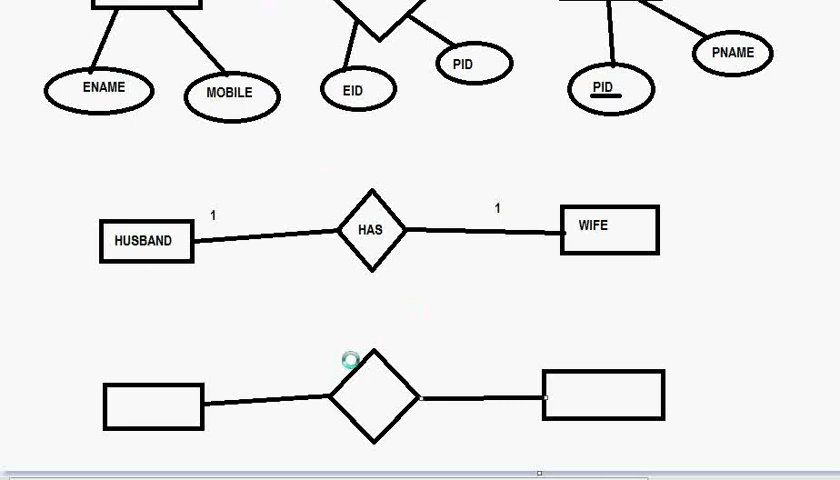 ENAME
MOBILE
EID
PID
PID
PNAME
1
1
HUSBAND
HAS
WIFE